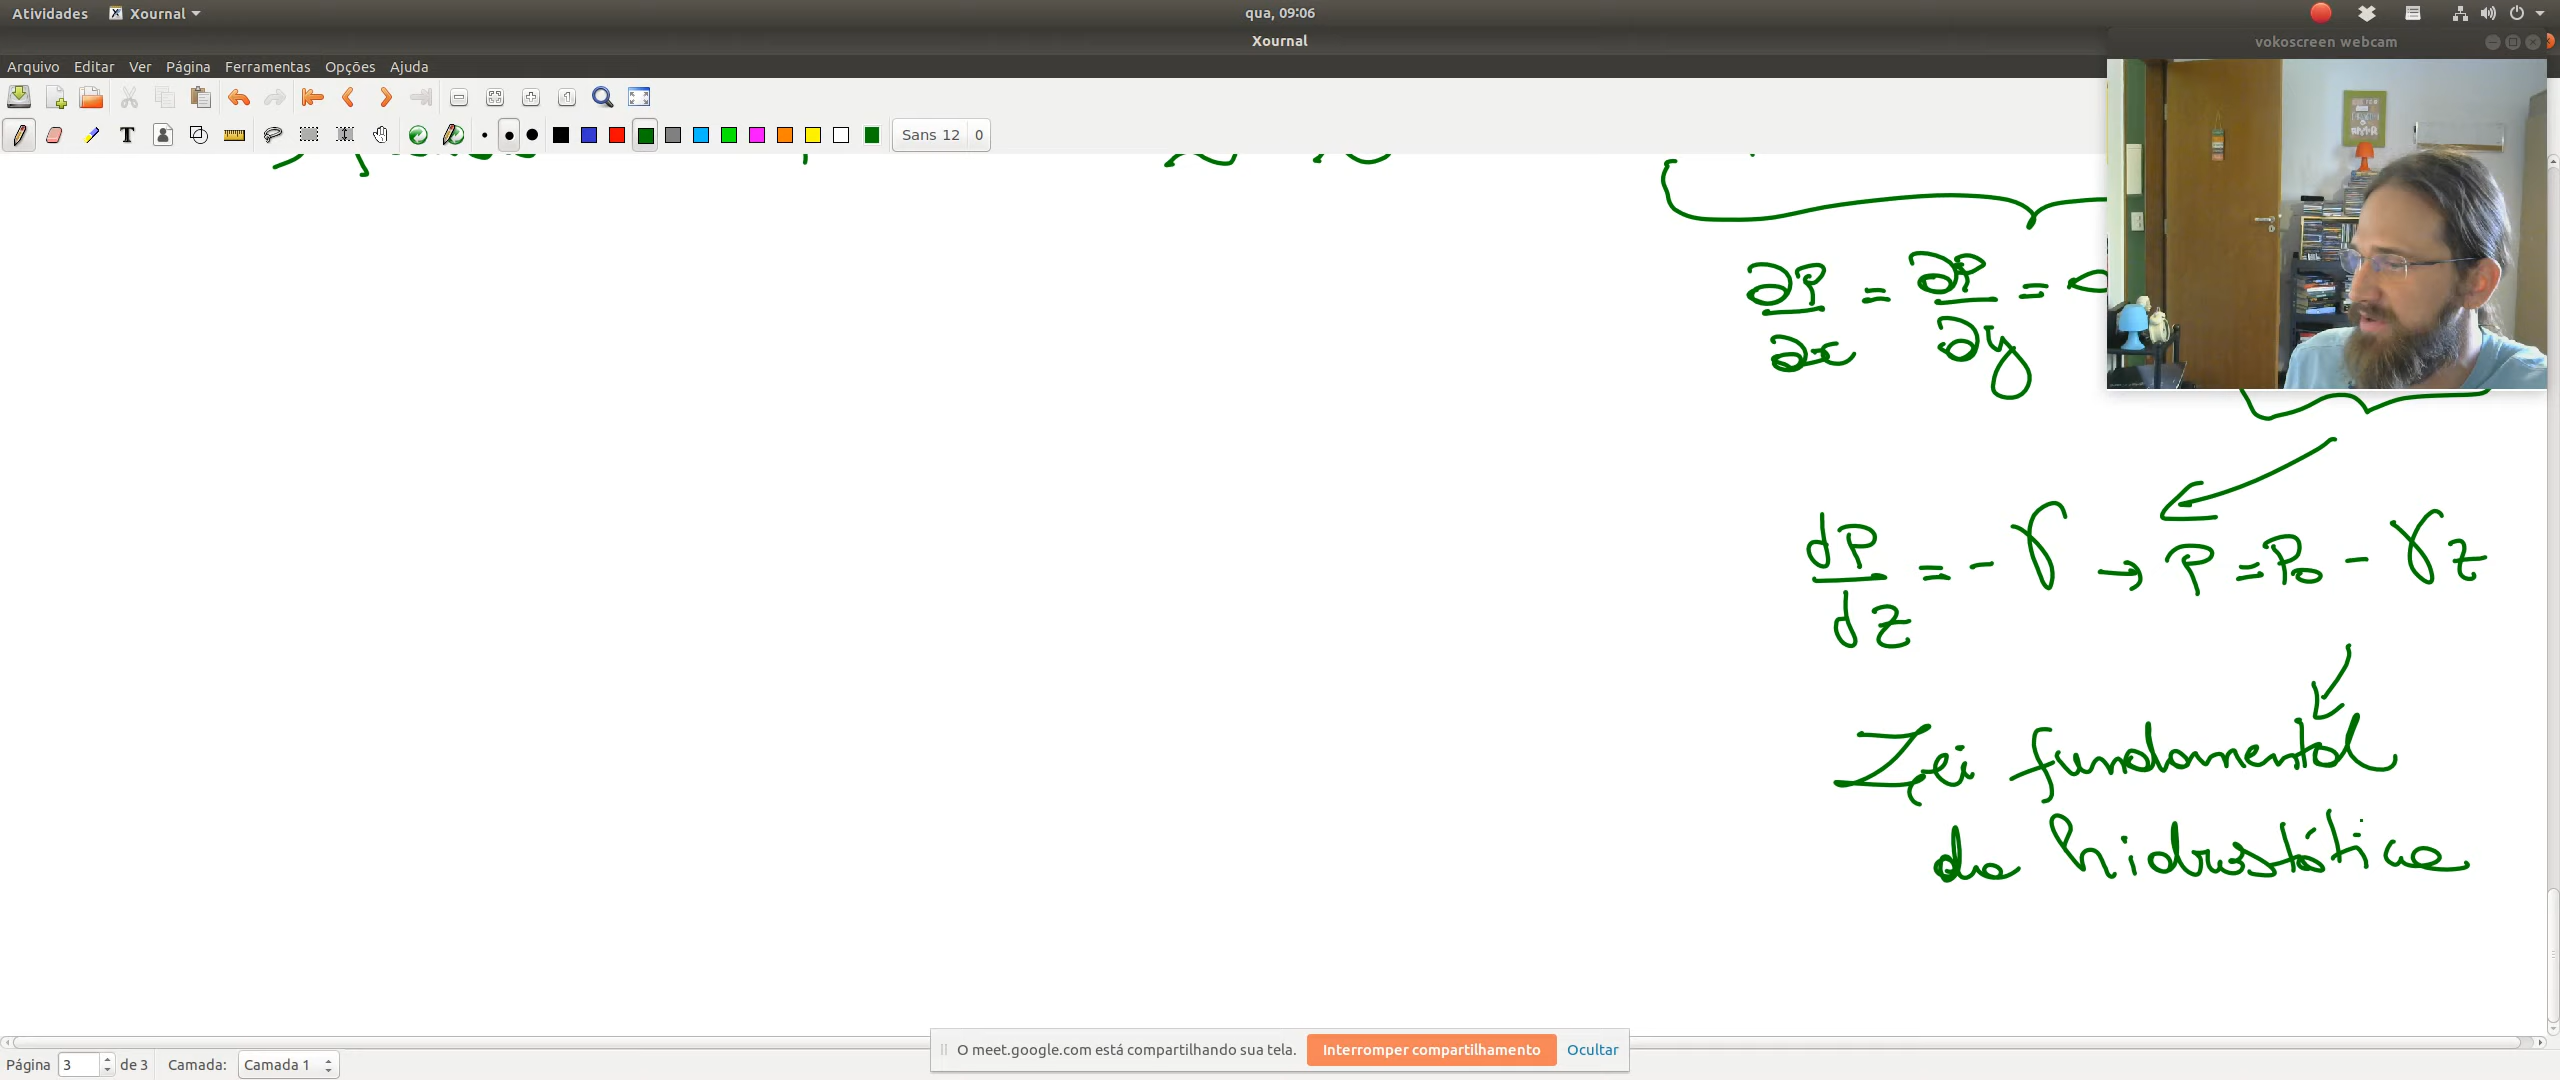 Atividades Xournal qua, 09:06
Xournal
vokoscreen webcam
Arquivo Editar Ver Página Ferramentas Opções Ajuda
T Sans 12 0
∂P/∂x = ∂P/∂y =
dP/dz = - γ → P = P₀ - γz
Lei fundamental
da hidrostática
O meet.google.com está compartilhando sua tela. Interromper compartilhamento Ocultar
Página 3 de 3 Camada: Camada 1